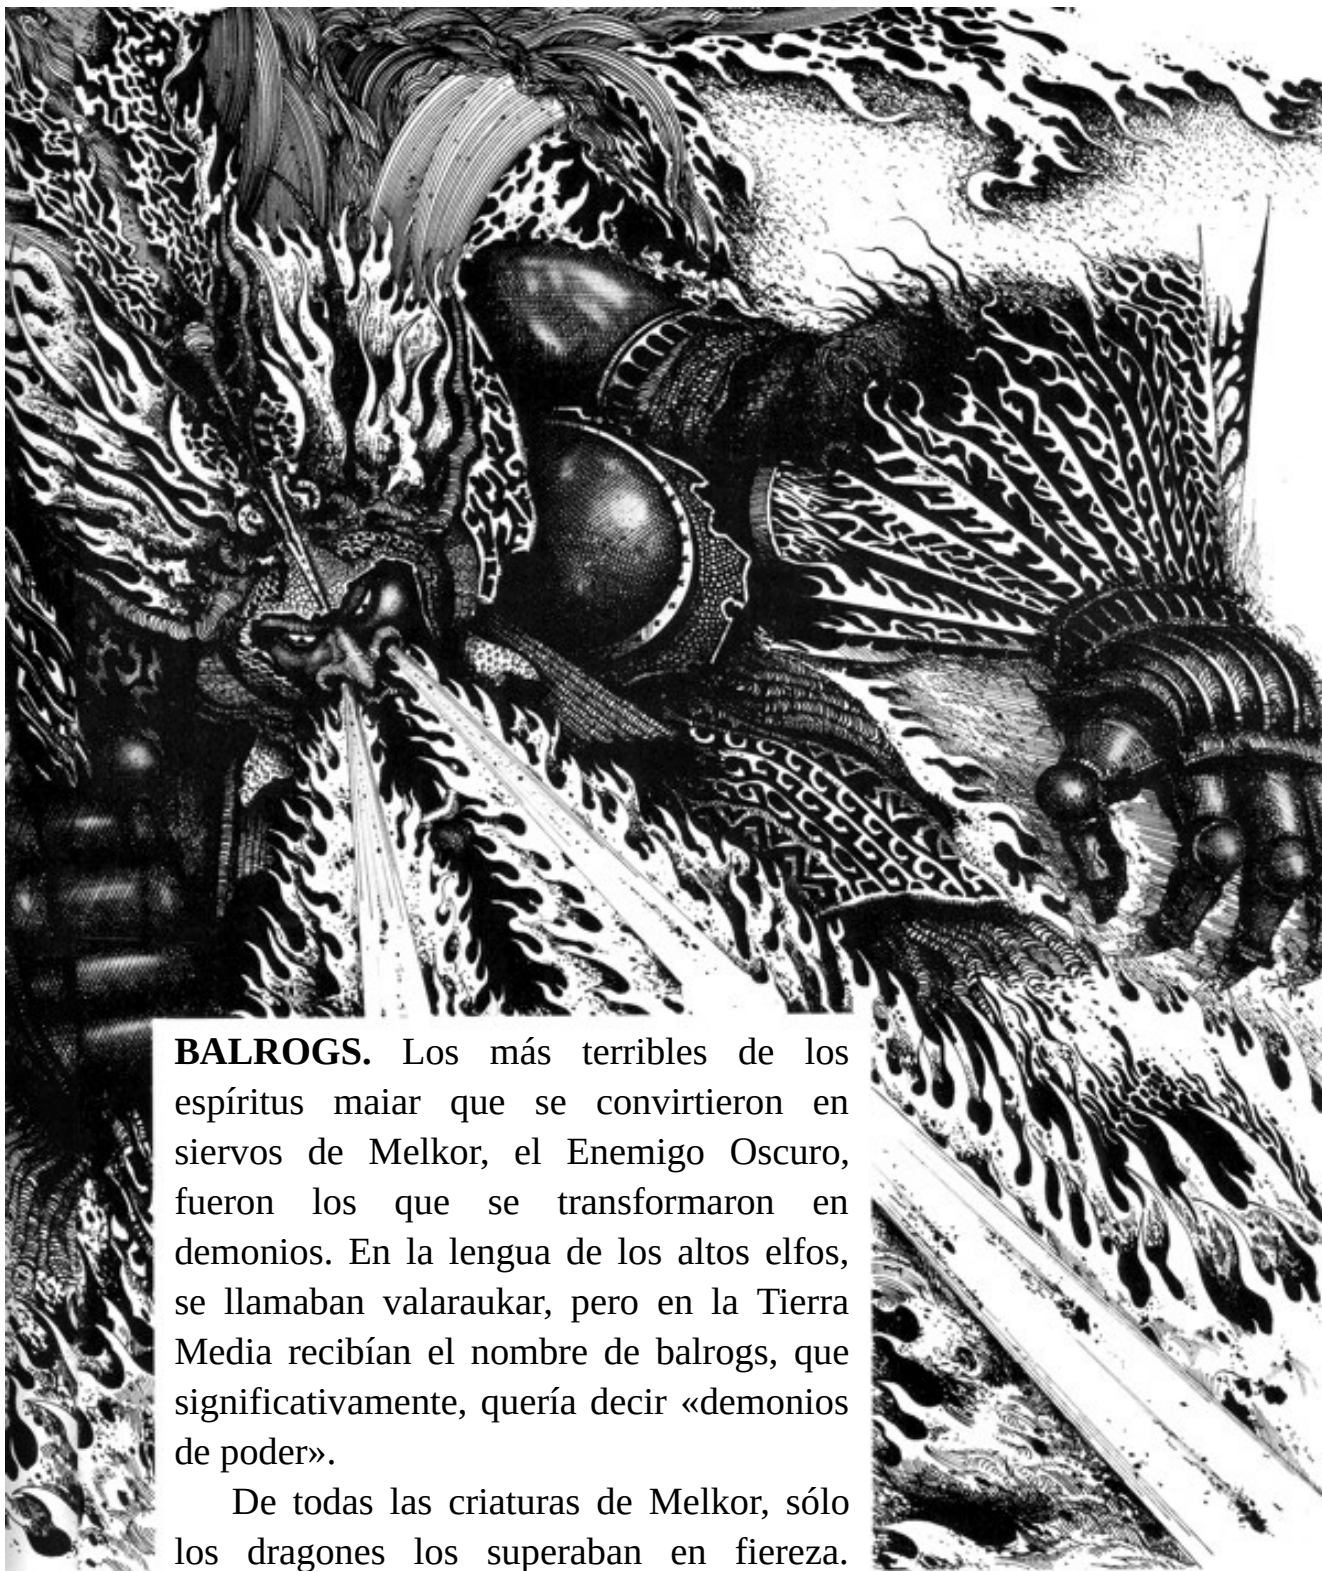 BALROGS. Los más terribles de los
espíritus maiar que se convirtieron en
siervos de Melkor, el Enemigo Oscuro,
fueron los que se transformaron en
demonios. En la lengua de los altos elfos,
se llamaban valaraukar, pero en la Tierra
Media recibían el nombre de balrogs, que
significativamente, quería decir «demonios
de poder».
De todas las criaturas de Melkor, sólo
los dragones los superaban en fiereza.